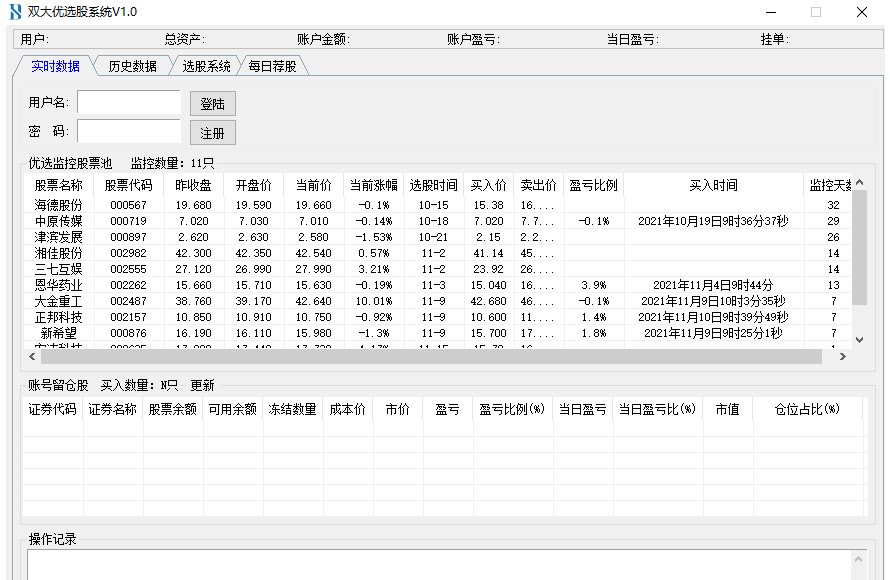 双大优选股系统V1.0
用户: 总资产: 账户金额: 账户盈亏: 当日盈亏: 挂单:
实时数据 历史数据 选股系统 每日荐股
用户名: 登陆
密 码: 注册
优选监控股票池 监控数量: 11只
股票名称 股票代码 昨收盘 开盘价 当前价 当前涨幅 选股时间 买入价 卖出价 盈亏比例 买入时间 监控天数
海德股份 000567 19.680 19.590 19.660 -0.1% 10-15 15.38 16.... 32
中原传媒 000719 7.020 7.030 7.010 -0.14% 10-18 7.020 7.7... -0.1% 2021年10月19日9时36分37秒 29
津滨发展 000897 2.620 2.630 2.580 -1.53% 10-21 2.15 2.2... 26
湘佳股份 002982 42.300 42.350 42.540 0.57% 11-2 41.14 45.... 14
三七互娱 002555 27.120 26.990 27.990 3.21% 11-2 23.92 26.... 14
恩华药业 002262 15.660 15.710 15.630 -0.19% 11-3 15.040 16.... 3.9% 2021年11月4日9时44分 13
大金重工 002487 38.760 39.170 42.640 10.01% 11-9 42.680 46.... -0.1% 2021年11月9日10时3分35秒 7
正邦科技 002157 10.850 10.910 10.750 -0.92% 11-9 10.600 11.... 1.4% 2021年11月10日9时39分49秒 7
新希望 000876 16.190 16.110 15.980 -1.3% 11-9 15.700 17.... 1.8% 2021年11月9日9时25分1秒 7
账号留仓股 买入数量: N只 更新
证券代码 证券名称 股票余额 可用余额 冻结数量 成本价 市价 盈亏 盈亏比例(%) 当日盈亏 当日盈亏比(%) 市值 仓位占比(%)
操作记录